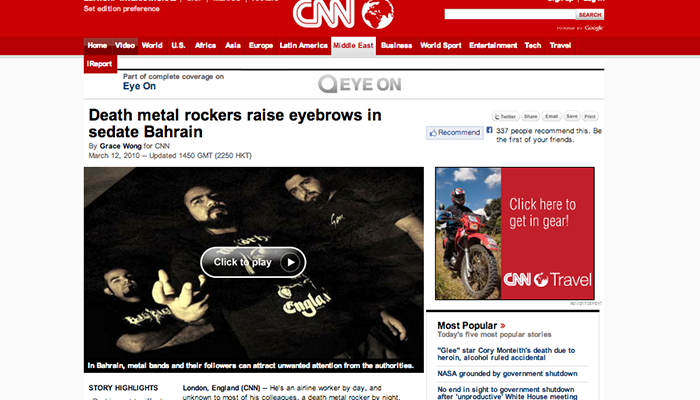 Set edition preference
CNN
SEARCH
POWERED BY Google
Home Video World U.S. Africa Asia Europe Latin America Middle East Business World Sport Entertainment Tech Travel
iReport
Part of complete coverage on
Eye On
EYE ON
Death metal rockers raise eyebrows in
sedate Bahrain
By Grace Wong for CNN
March 12, 2010 -- Updated 1450 GMT (2250 HKT)
Twitter Share Email Save Print
Recommend
337 people recommend this. Be
the first of your friends.
Click to play
In Bahrain, metal bands and their followers can attract unwanted attention from the authorities.
Click here to
get in gear!
CNN Travel
ADVERTISEMENT
Most Popular »
Today's five most popular stories
"Glee" star Cory Monteith's death due to
heroin, alcohol ruled accidental
NASA grounded by government shutdown
No end in sight to government shutdown
after 'unproductive' White House meeting
STORY HIGHLIGHTS
London, England (CNN) -- He's an airline worker by day, and
unknown to most of his colleagues, a death metal rocker by night.